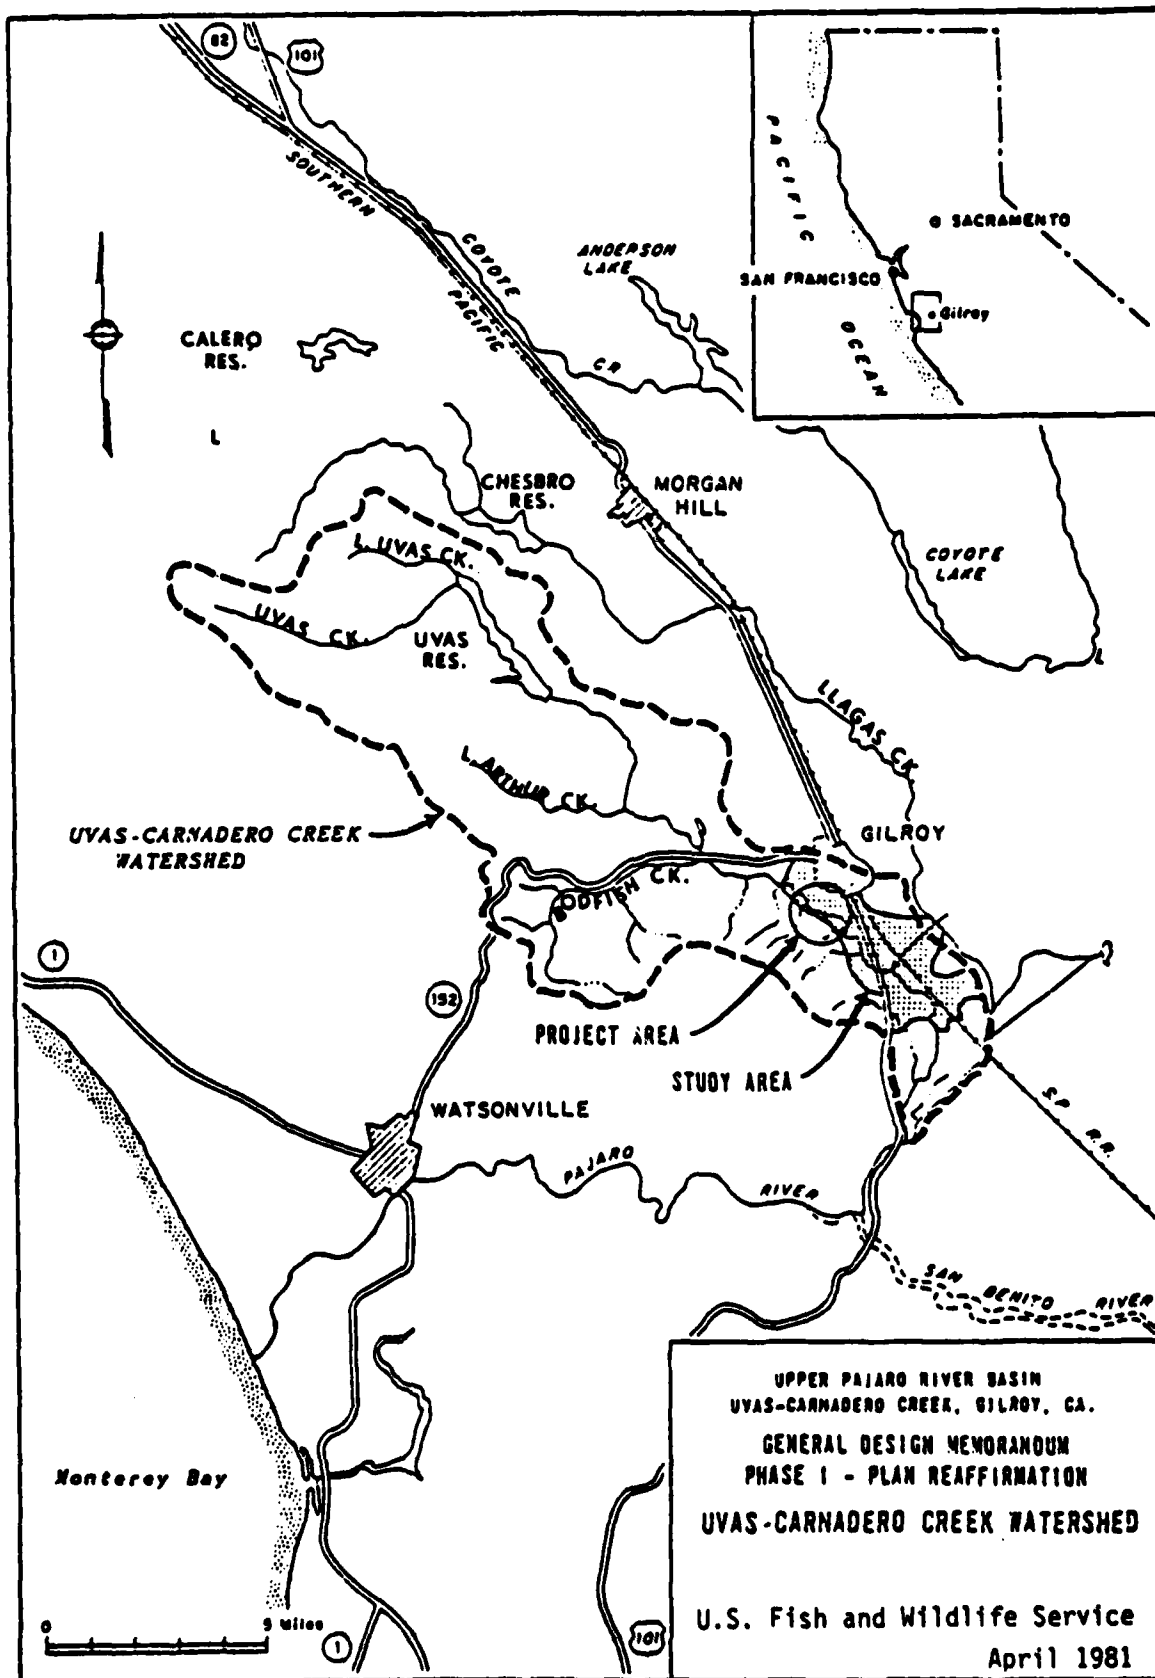 82
101
SOUTHERN
PACIFIC
COYOTE
CR
ANDERSON
LAKE
PACIFIC
OCEAN
SACRAMENTO
SAN FRANCISCO
Gilroy
CALERO
RES.
L
CHESBRO
RES.
MORGAN
HILL
COYOTE
LAKE
L
L. UVAS CK.
UVAS CK.
UVAS
RES.
LLAGAS CK
L. ARTHUR CK.
UVAS-CARNADERO CREEK
WATERSHED
GILROY
BODFISH CK.
1
152
PROJECT AREA
STUDY AREA
WATSONVILLE
S.P. R.R.
PAJARO
RIVER
SAN BENITO RIVER
Monterey Bay
0
5 Miles
1
101
UPPER PAJARO RIVER BASIN
UVAS-CARNADERO CREEK, GILROY, CA.
GENERAL DESIGN MEMORANDUM
PHASE I - PLAN REAFFIRMATION
UVAS-CARNADERO CREEK WATERSHED
U.S. Fish and Wildlife Service
April 1981